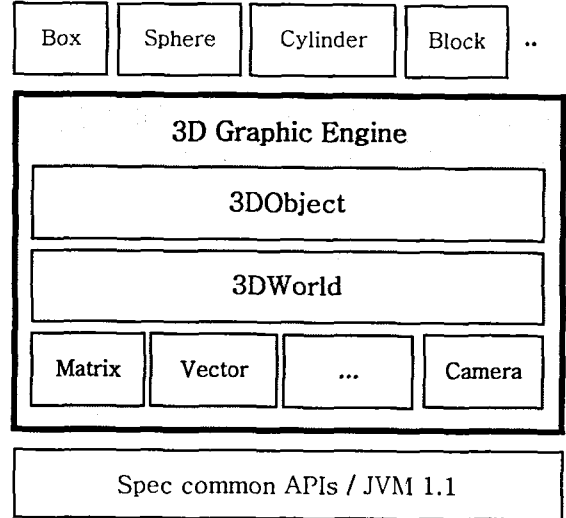 Box Sphere Cylinder Block ..
3D Graphic Engine
3DObject
3DWorld
Matrix Vector ... Camera
Spec common APIs / JVM 1.1